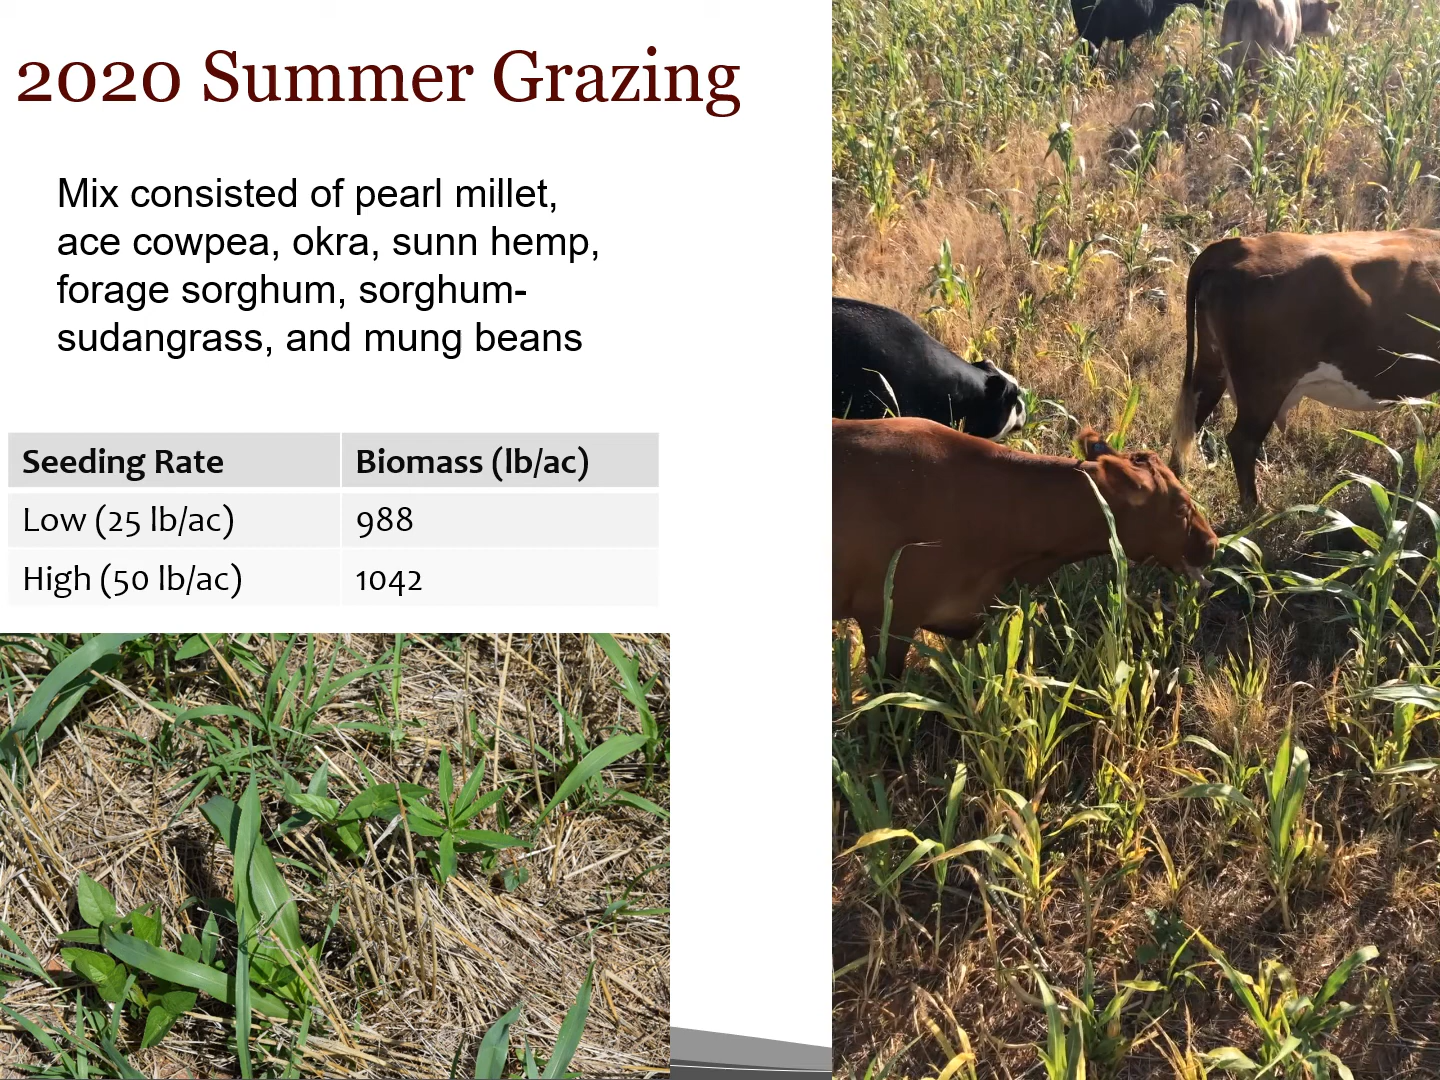 2020 Summer Grazing
Mix consisted of pearl millet,
ace cowpea, okra, sunn hemp,
forage sorghum, sorghum-
sudangrass, and mung beans
Seeding Rate Biomass (lb/ac)
Low (25 lb/ac) 988
High (50 lb/ac) 1042